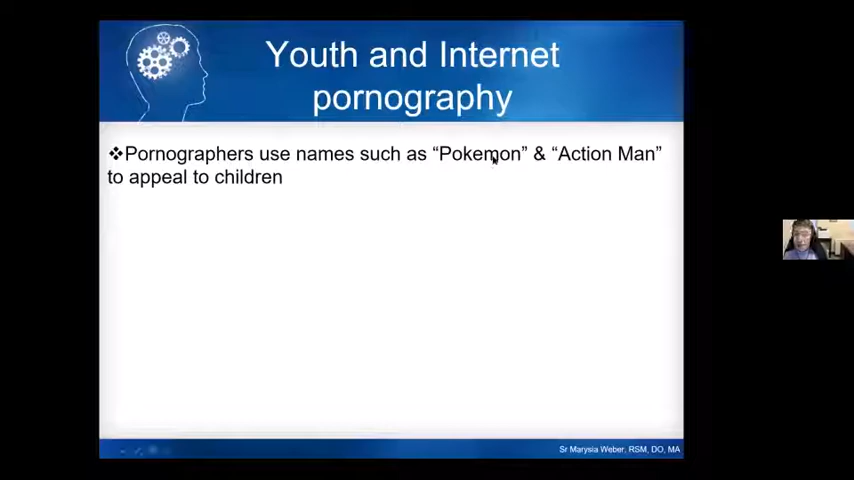 Youth and Internet
pornography
❖Pornographers use names such as “Pokemon” & “Action Man”
to appeal to children
Sr Marysia Weber, RSM, DO, MA